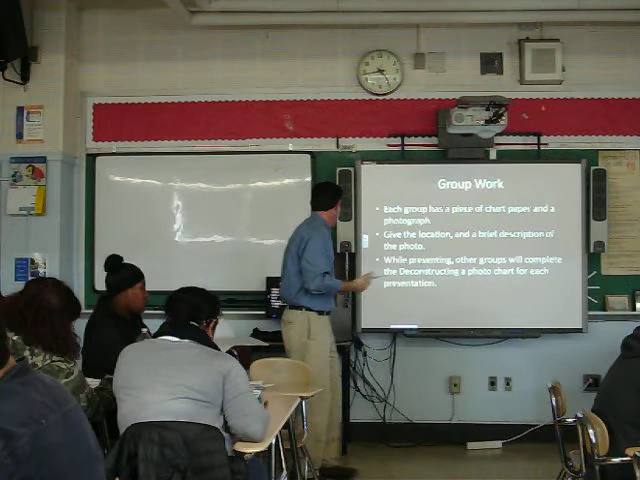 Group Work
• Each group has a piece of chart paper and a
photograph.
• Give the location, and a brief description of
the photo.
• While presenting, other groups will complete
the Deconstructing a photo chart for each
presentation.